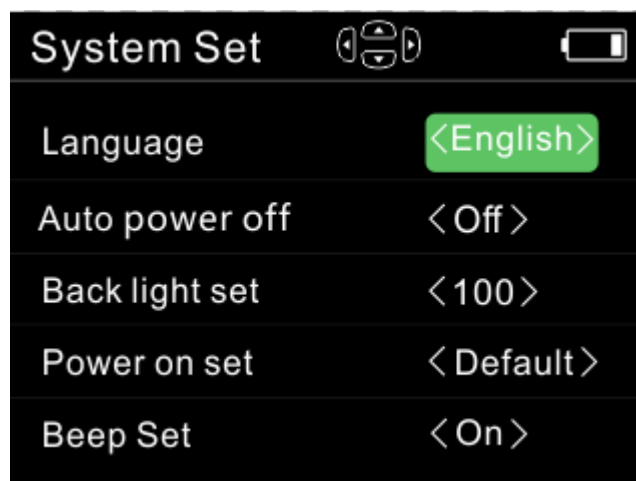 System Set
Language <English>
Auto power off <Off>
Back light set <100>
Power on set <Default>
Beep Set <On>